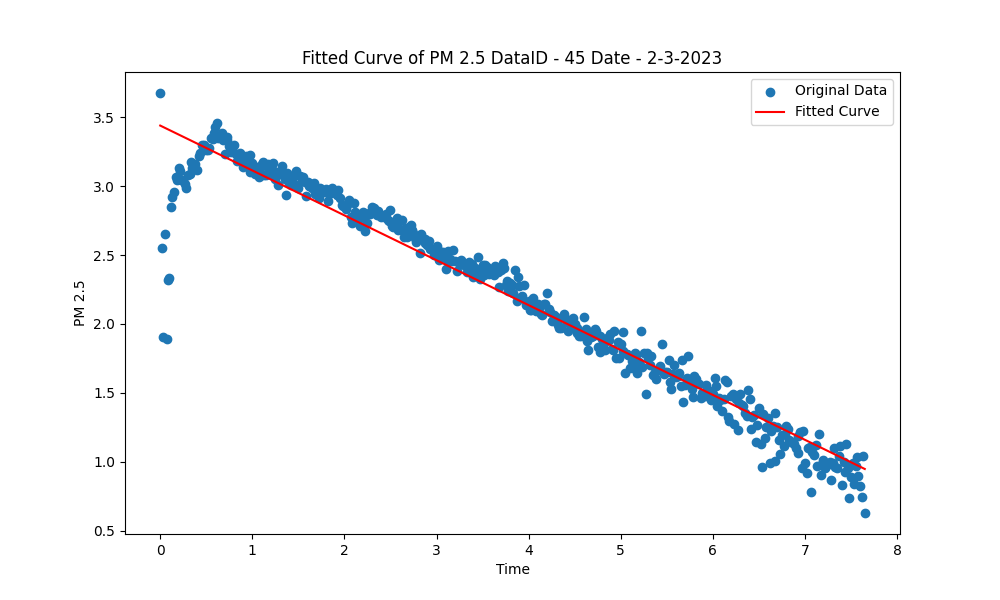 Fitted Curve of PM 2.5 DataID - 45 Date - 2-3-2023
Original Data
Fitted Curve
3.5
3.0
2.5
2.0
1.5
1.0
0.5
PM 2.5
0 1 2 3 4 5 6 7 8
Time